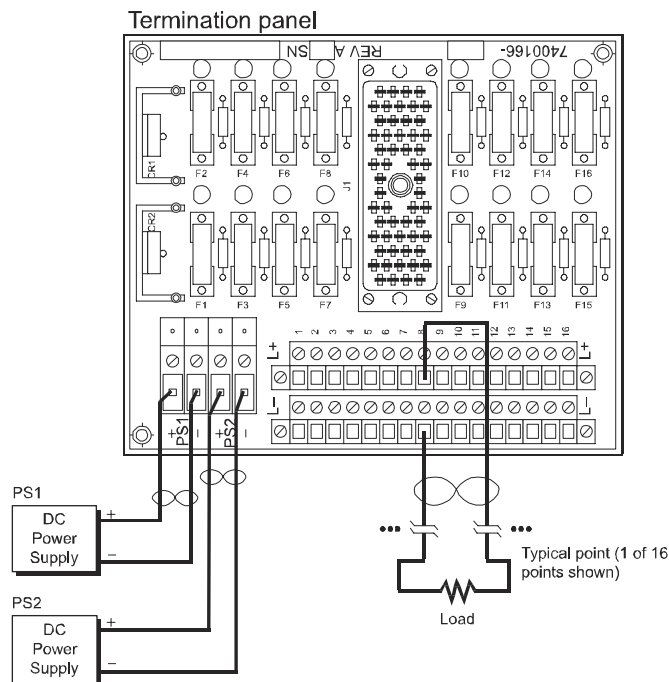 Termination panel
SN REV A 7400166-
CR1
F2 F4 F6 F8 F10 F12 F14 F16
J1
CR2
F1 F3 F5 F7 F9 F11 F13 F15
1 2 3 4 5 6 7 8 9 10 11 12 13 14 15 16
L+ L+
L− L−
+ PS1 − + PS2 −
PS1
DC
Power
Supply
+
−
PS2
DC
Power
Supply
+
−
Typical point (1 of 16
points shown)
Load